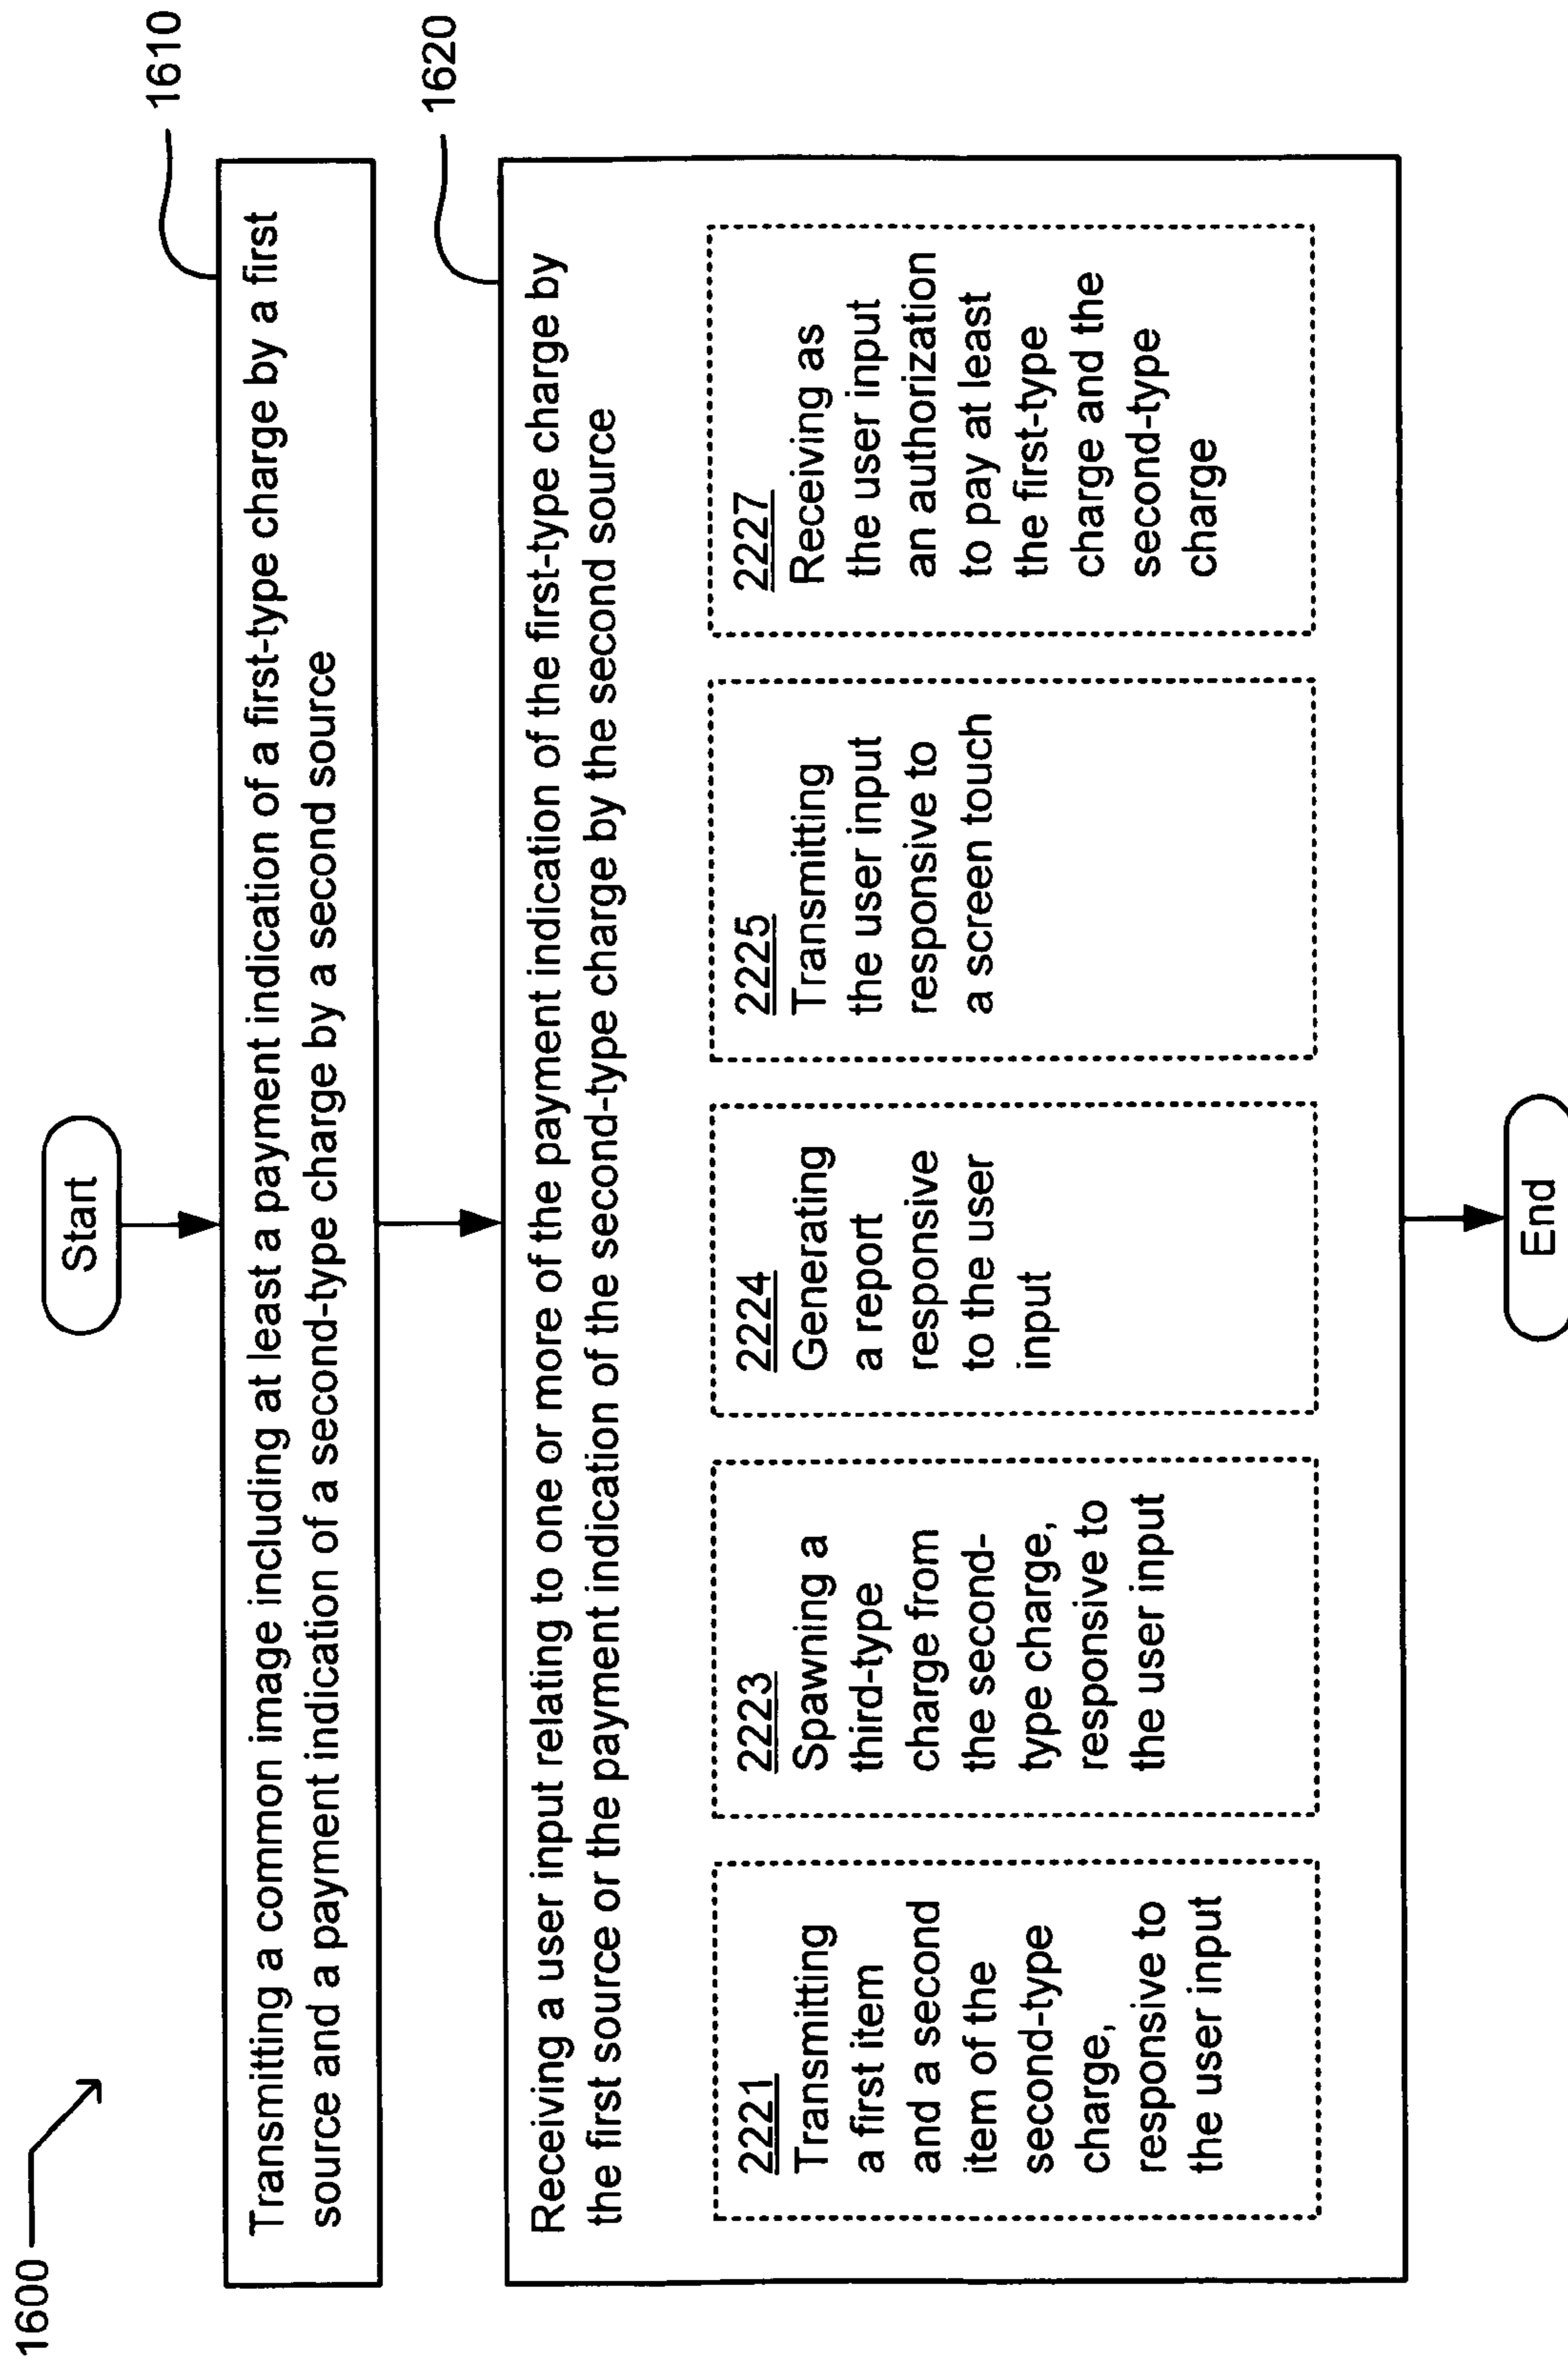 1600
Start
1610
Transmitting a common image including at least a payment indication of a first-type charge by a first
source and a payment indication of a second-type charge by a second source
1620
Receiving a user input relating to one or more of the payment indication of the first-type charge by
the first source or the payment indication of the second-type charge by the second source
2221
Transmitting
a first item
and a second
item of the
second-type
charge,
responsive to
the user input
2223
Spawning a
third-type
charge from
the second-
type charge,
responsive to
the user input
2224
Generating
a report
responsive
to the user
input
2225
Transmitting
the user input
responsive to
a screen touch
2227
Receiving as
the user input
an authorization
to pay at least
the first-type
charge and the
second-type
charge
End